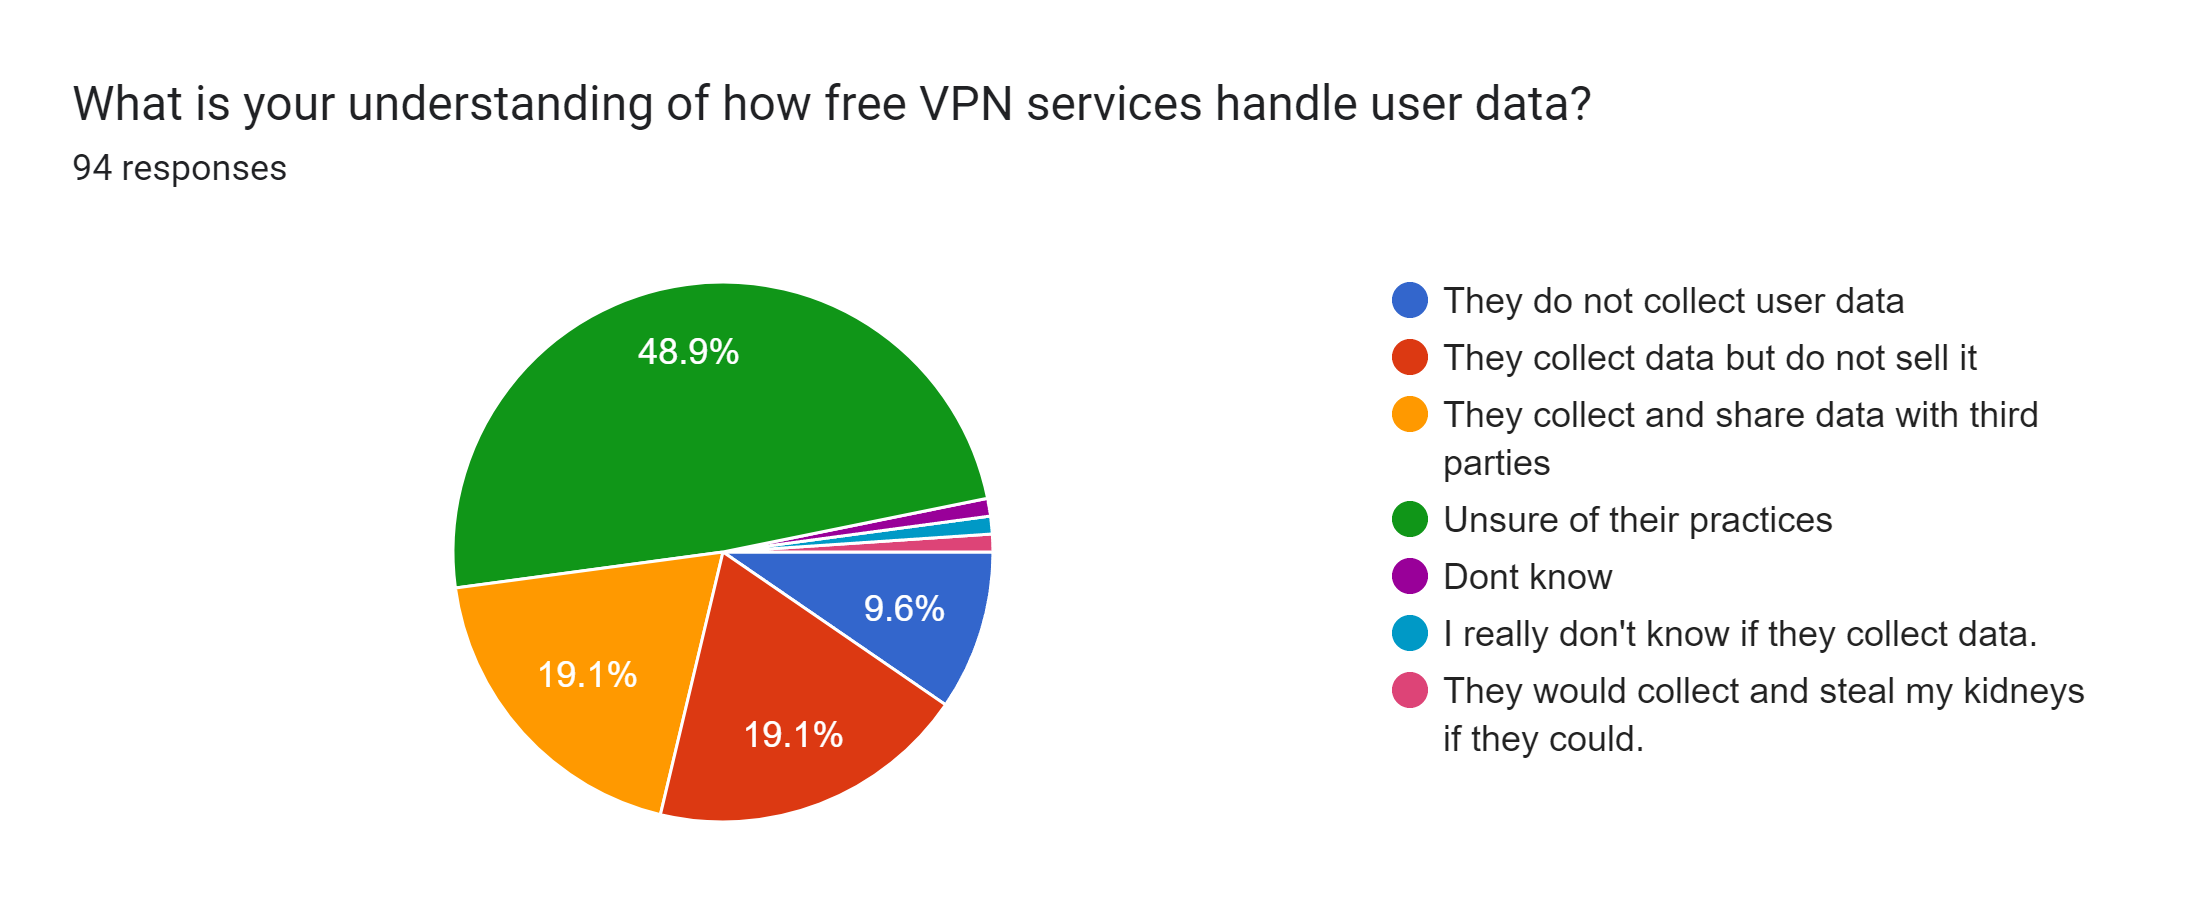 What is your understanding of how free VPN services handle user data?
94 responses
48.9%
9.6%
19.1%
19.1%
They do not collect user data
They collect data but do not sell it
They collect and share data with third
parties
Unsure of their practices
Dont know
I really don't know if they collect data.
They would collect and steal my kidneys
if they could.